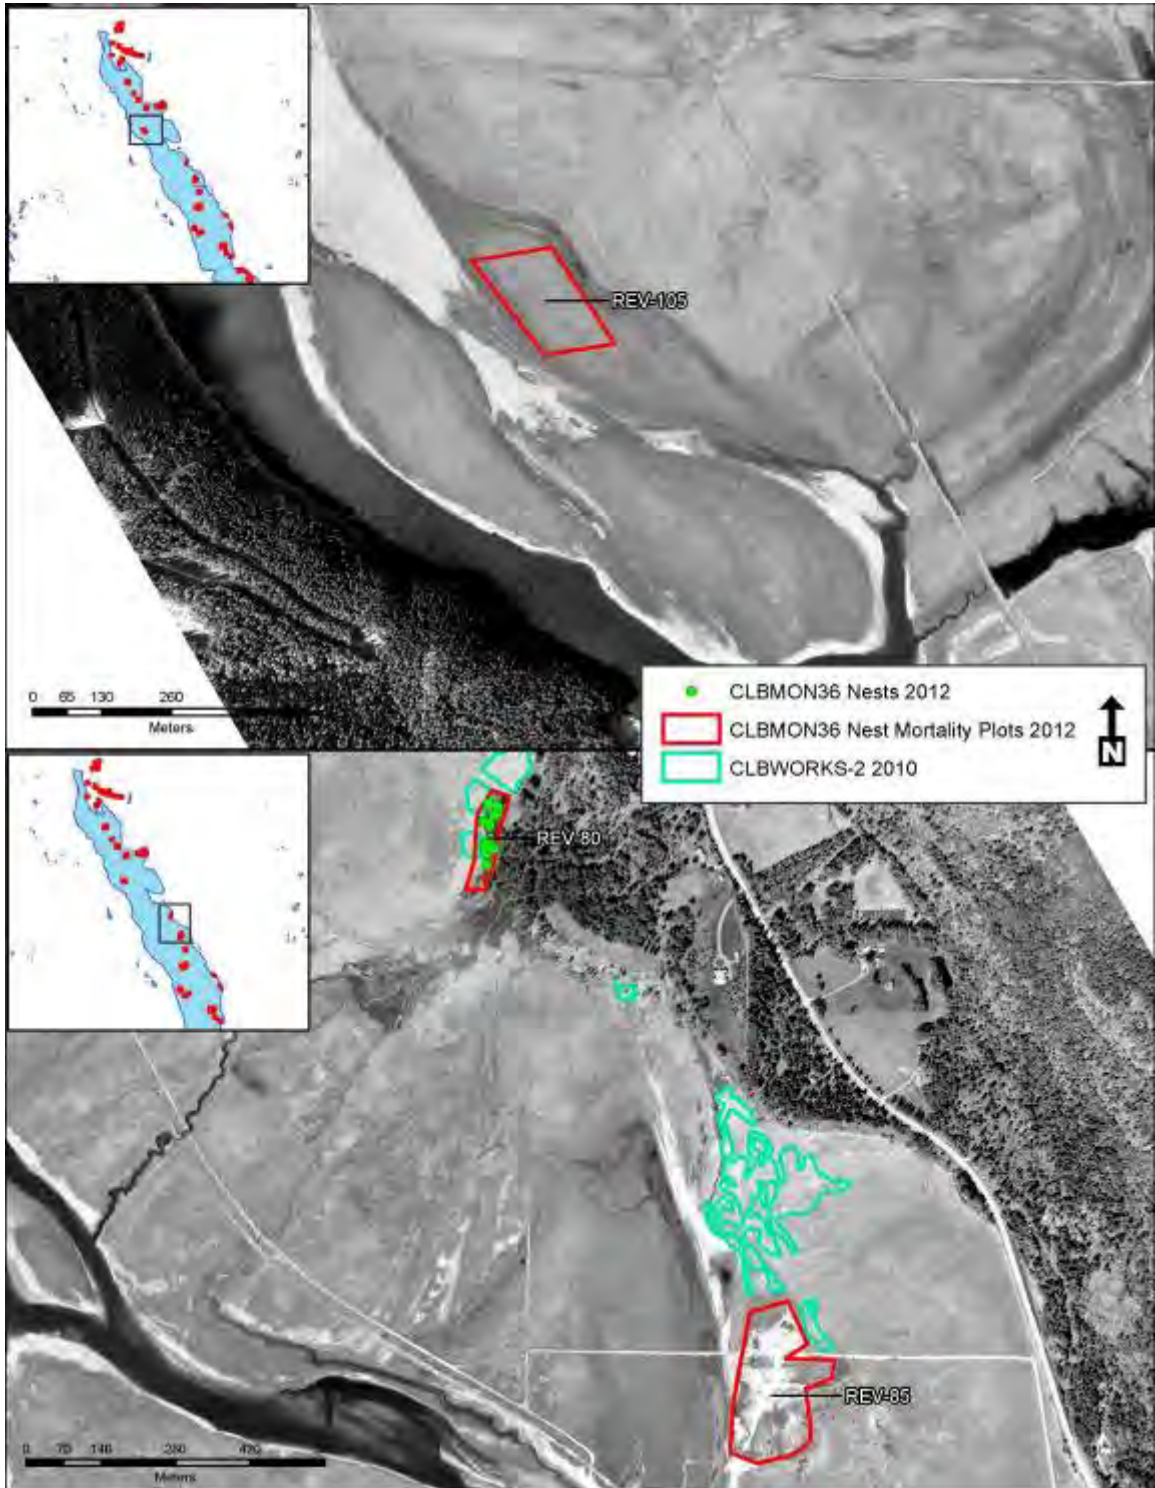 REV-105
0 65 130 260
Meters
CLBMON36 Nests 2012
CLBMON36 Nest Mortality Plots 2012
CLBWORKS-2 2010
N
REV-80
REV-85
0 70 140 280 420
Meters